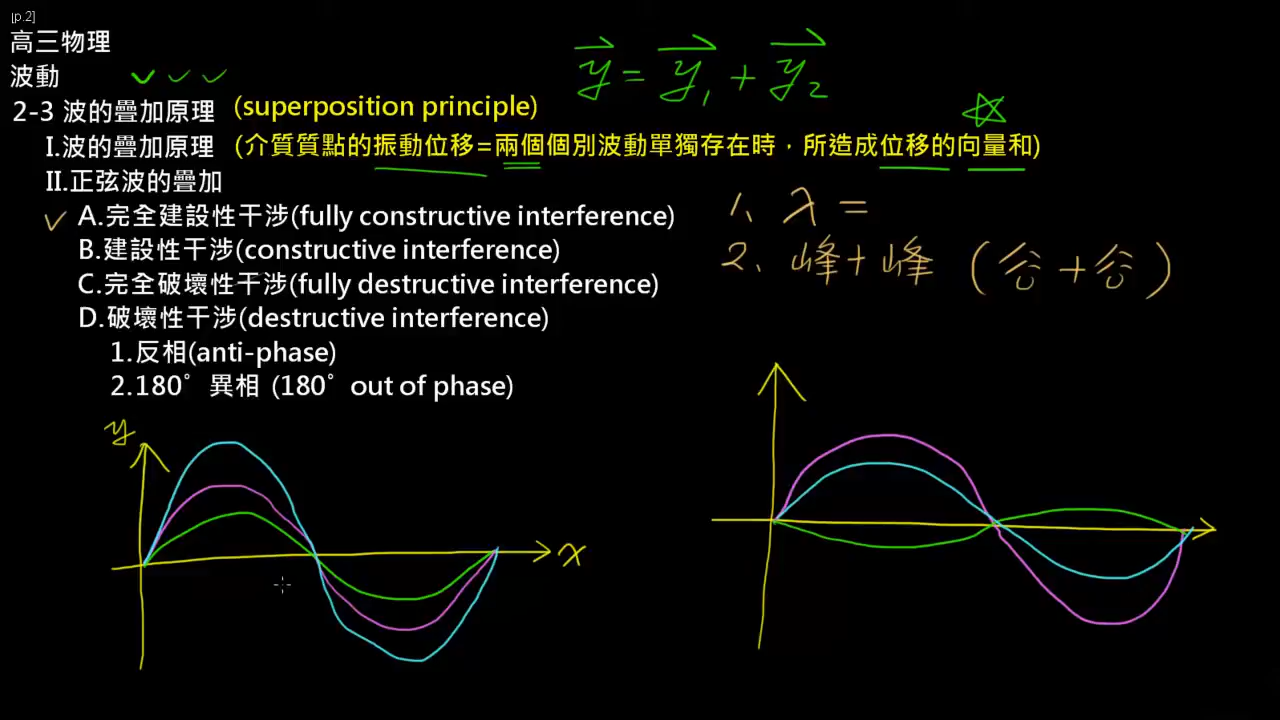 [p.2]
高三物理
波動
y = y₁ + y₂
2-3 波的疊加原理 (superposition principle)
I.波的疊加原理 (介質質點的振動位移=兩個個別波動單獨存在時，所造成位移的向量和)
II.正弦波的疊加
A.完全建設性干涉(fully constructive interference)
1、λ =
B.建設性干涉(constructive interference)
2、峰+峰 (谷+谷)
C.完全破壞性干涉(fully destructive interference)
D.破壞性干涉(destructive interference)
1.反相(anti-phase)
2.180°異相 (180°out of phase)
y
x